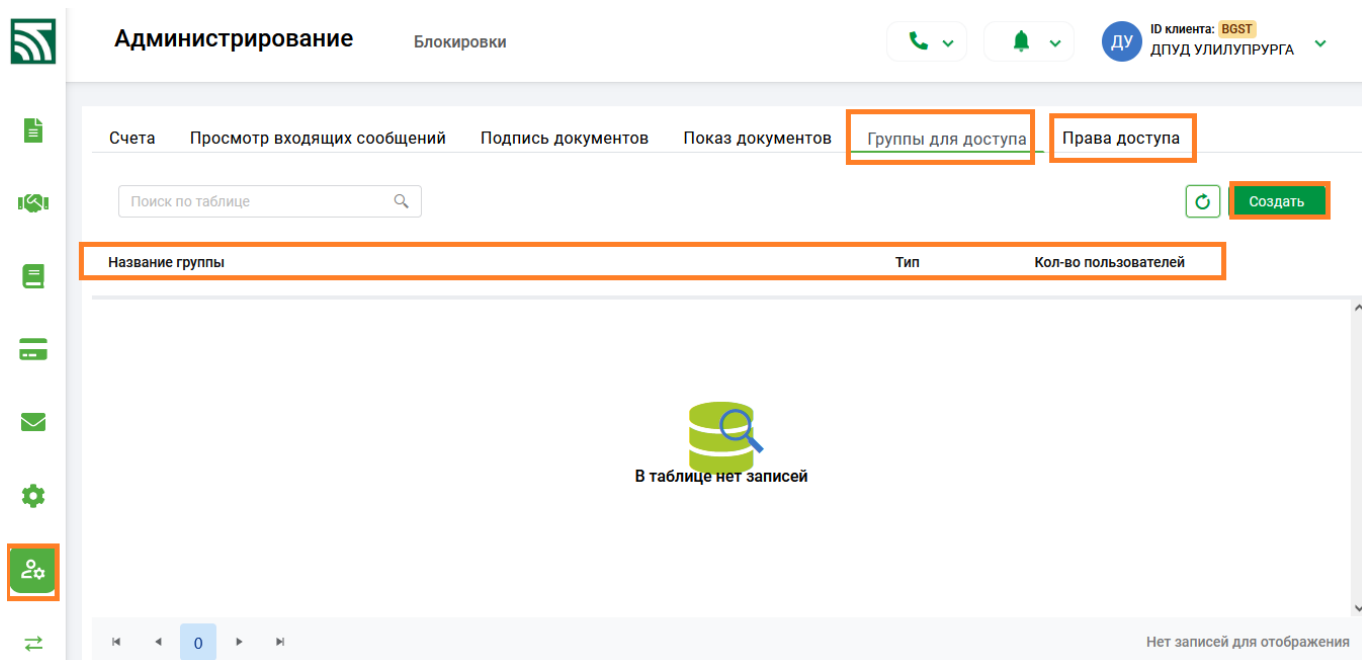 Администрирование Блокировки
ДУ ID клиента: BGST
ДПУД УЛИЛУПРУРГА
Счета Просмотр входящих сообщений Подпись документов Показ документов Группы для доступа Права доступа
Поиск по таблице Создать
Название группы Тип Кол-во пользователей
В таблице нет записей
0 Нет записей для отображения